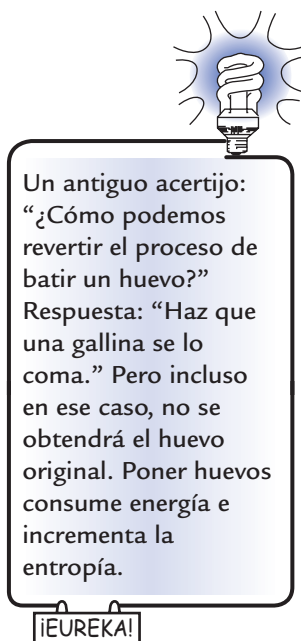 Un antiguo acertijo:
“¿Cómo podemos
revertir el proceso de
batir un huevo?”
Respuesta: “Haz que
una gallina se lo
coma.” Pero incluso
en ese caso, no se
obtendrá el huevo
original. Poner huevos
consume energía e
incrementa la
entropía.
¡EUREKA!